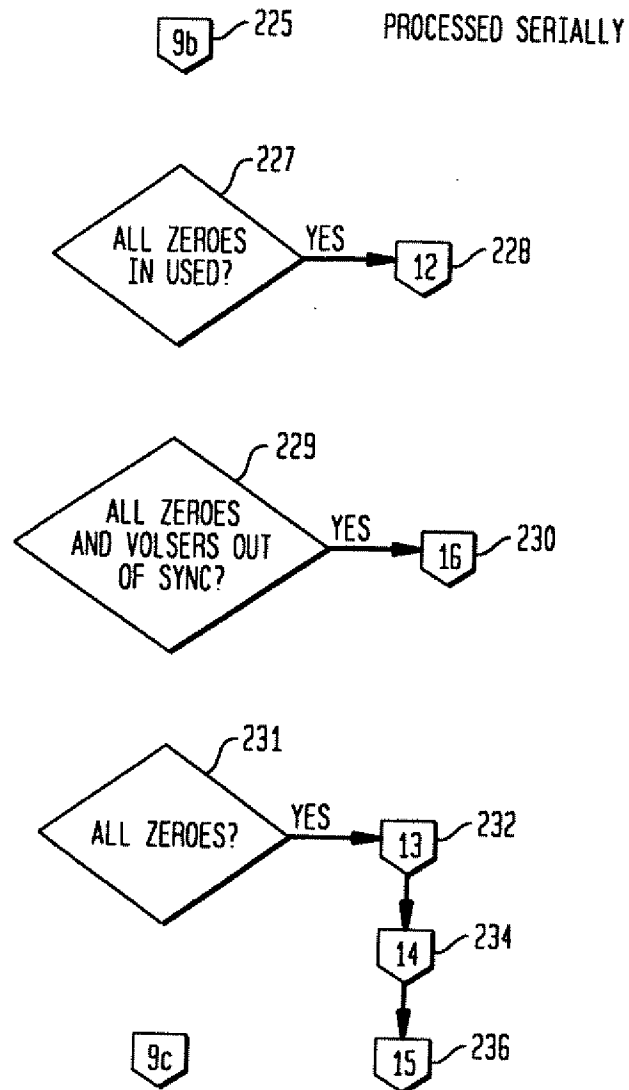 9b 225 PROCESSED SERIALLY
227
ALL ZEROES
IN USED?
YES
12 228
229
ALL ZEROES
AND VOLSERS OUT
OF SYNC?
YES
16 230
231
ALL ZEROES?
YES
13 232
14 234
9c
15 236